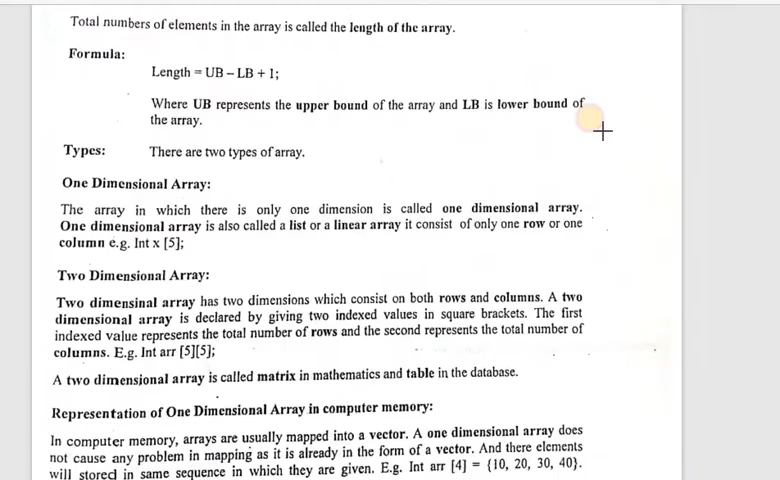 Total numbers of elements in the array is called the length of the array.
Formula:
Length = UB – LB + 1;
Where UB represents the upper bound of the array and LB is lower bound of
the array.
Types: There are two types of array.
One Dimensional Array:
The array in which there is only one dimension is called one dimensional array.
One dimensional array is also called a list or a linear array it consist of only one row or one
column e.g. Int x [5];
Two Dimensional Array:
Two dimensinal array has two dimensions which consist on both rows and columns. A two
dimensional array is declared by giving two indexed values in square brackets. The first
indexed value represents the total number of rows and the second represents the total number of
columns. E.g. Int arr [5][5];
A two dimensional array is called matrix in mathematics and table in the database.
Representation of One Dimensional Array in computer memory:
In computer memory, arrays are usually mapped into a vector. A one dimensional array does
not cause any problem in mapping as it is already in the form of a vector. And there elements
will stored in same sequence in which they are given. E.g. Int arr [4] = {10, 20, 30, 40}.